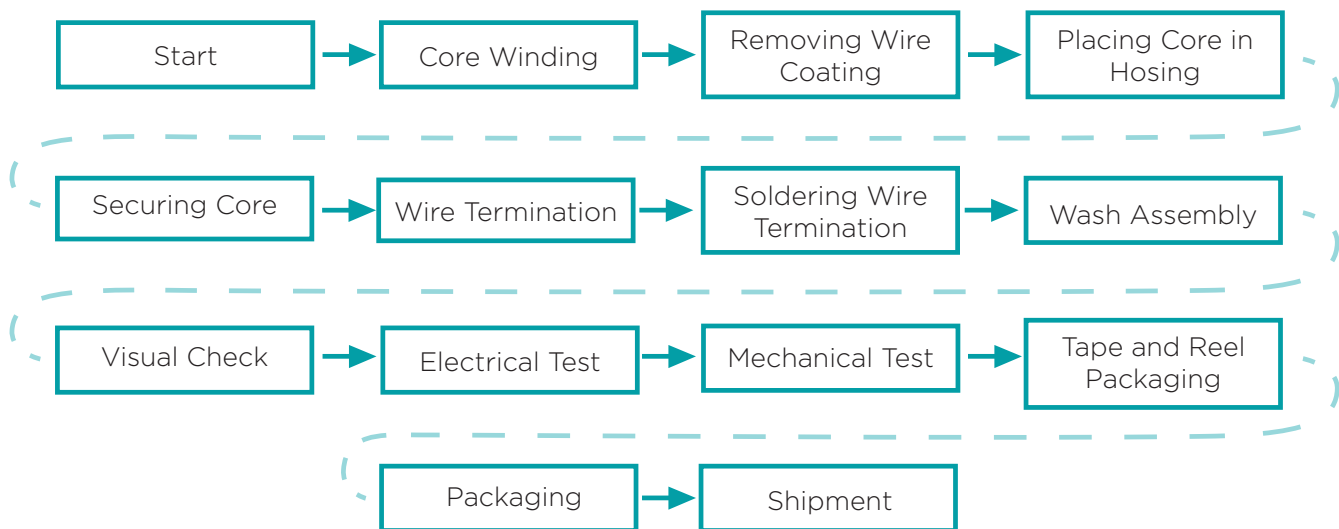 Start
Core Winding
Removing Wire
Coating
Placing Core in
Hosing
Securing Core
Wire Termination
Soldering Wire
Termination
Wash Assembly
Visual Check
Electrical Test
Mechanical Test
Tape and Reel
Packaging
Packaging
Shipment